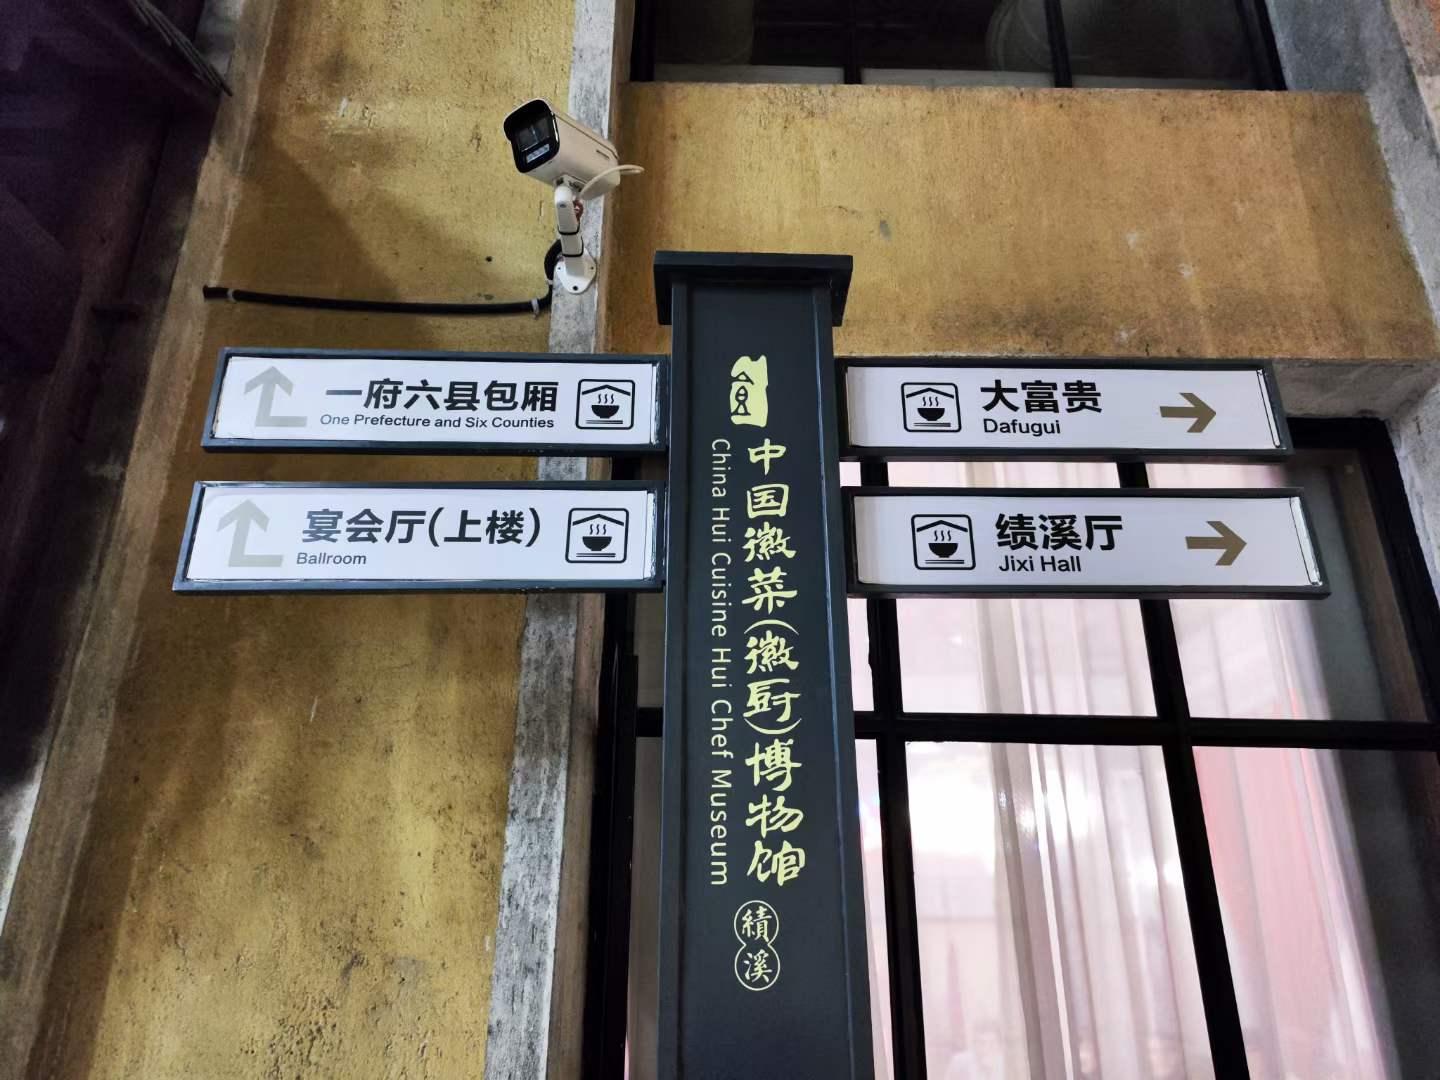 一府六县包厢
One Prefecture and Six Counties
宴会厅(上楼)
Ballroom
中国徽菜(徽厨)博物馆
China Hui Cuisine Hui Chef Museum
績溪
大富贵
Dafugui
绩溪厅
Jixi Hall